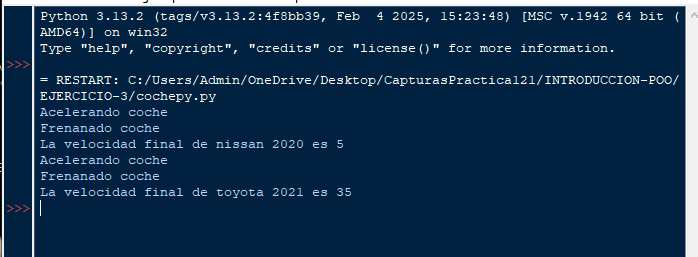 Python 3.13.2 (tags/v3.13.2:4f8bb39, Feb  4 2025, 15:23:48) [MSC v.1942 64 bit (
AMD64)] on win32
Type "help", "copyright", "credits" or "license()" for more information.
>>>
= RESTART: C:/Users/Admin/OneDrive/Desktop/CapturasPractica121/INTRODUCCION-POO/
EJERCICIO-3/cochepy.py
Acelerando coche
Frenanado coche
La velocidad final de nissan 2020 es 5
Acelerando coche
Frenanado coche
La velocidad final de toyota 2021 es 35
>>>